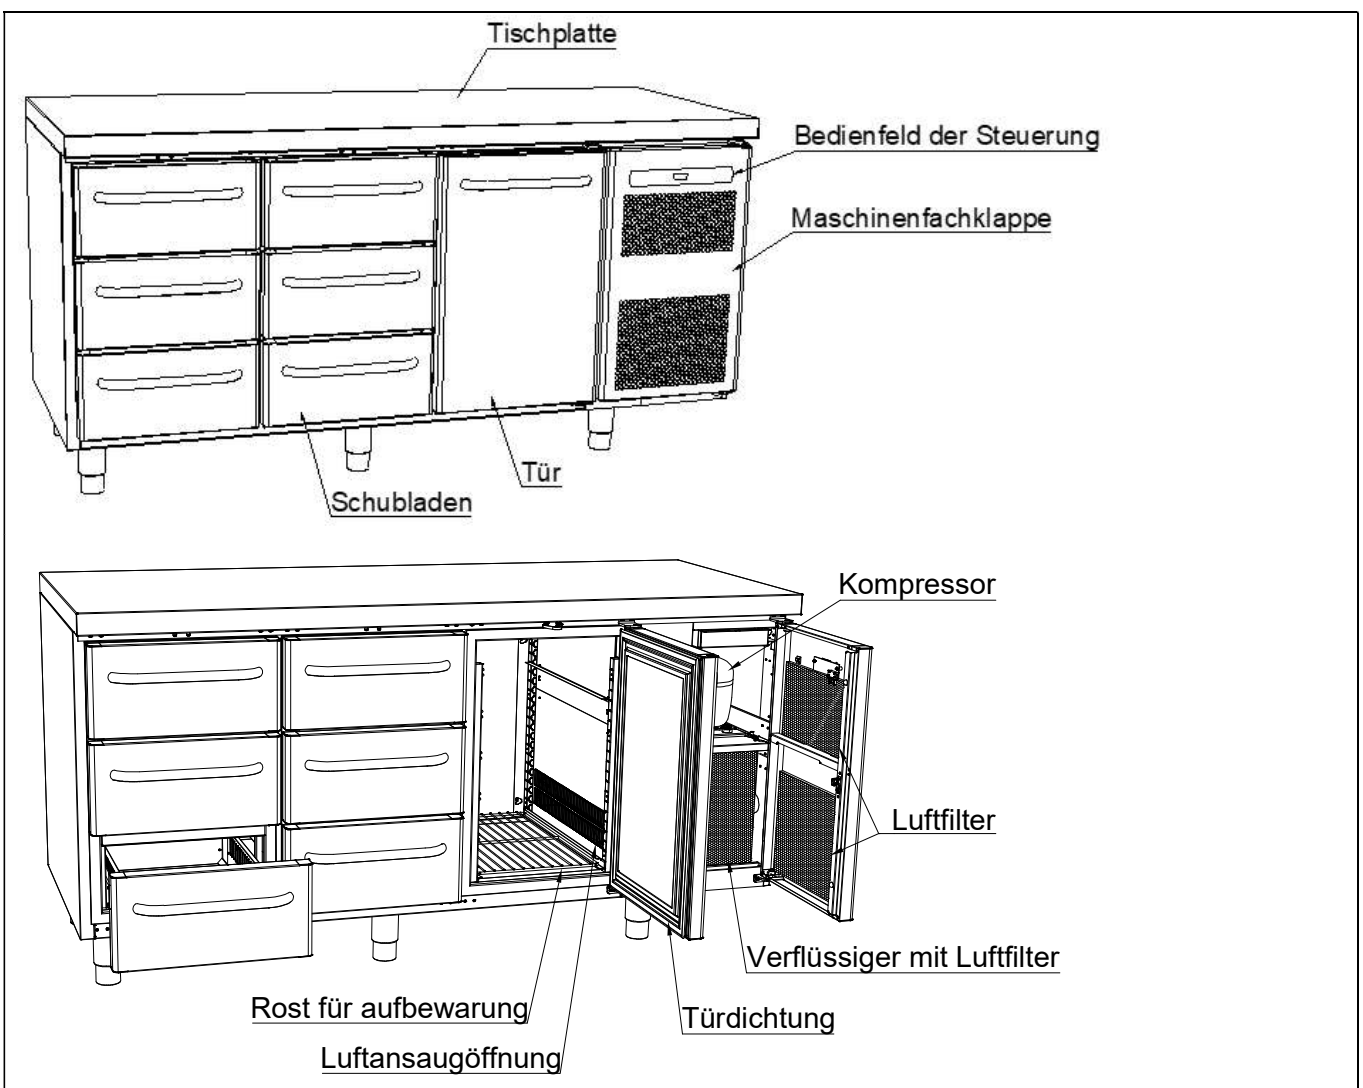 Tischplatte
Bedienfeld der Steuerung
Maschinenfachklappe
Tür
Schubladen
Kompressor
Luftfilter
Verflüssiger mit Luftfilter
Rost für aufbewarung
Türdichtung
Luftansaugöffnung